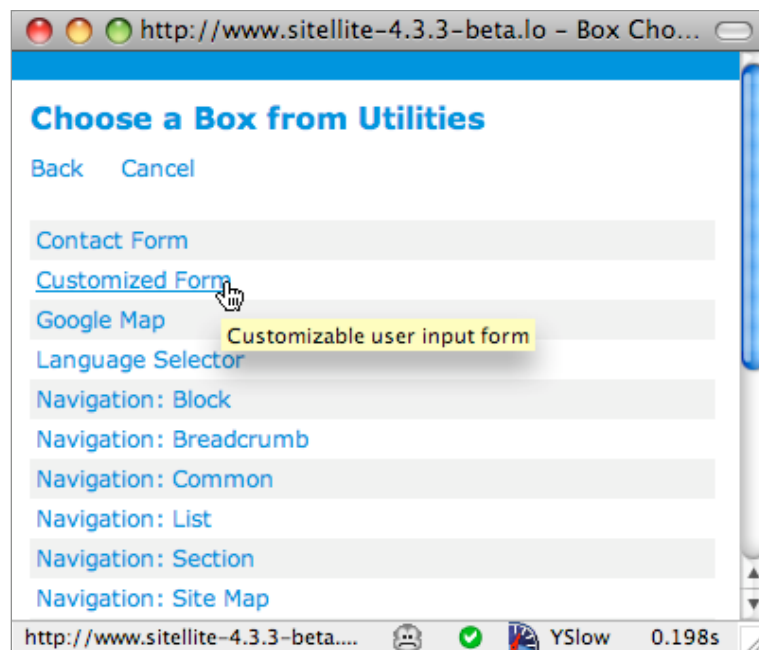 http://www.sitellite-4.3.3-beta.lo – Box Cho...
Choose a Box from Utilities
Back Cancel
Contact Form
Customized Form
Google Map
Customizable user input form
Language Selector
Navigation: Block
Navigation: Breadcrumb
Navigation: Common
Navigation: List
Navigation: Section
Navigation: Site Map
http://www.sitellite-4.3.3-beta.... YSlow 0.198s